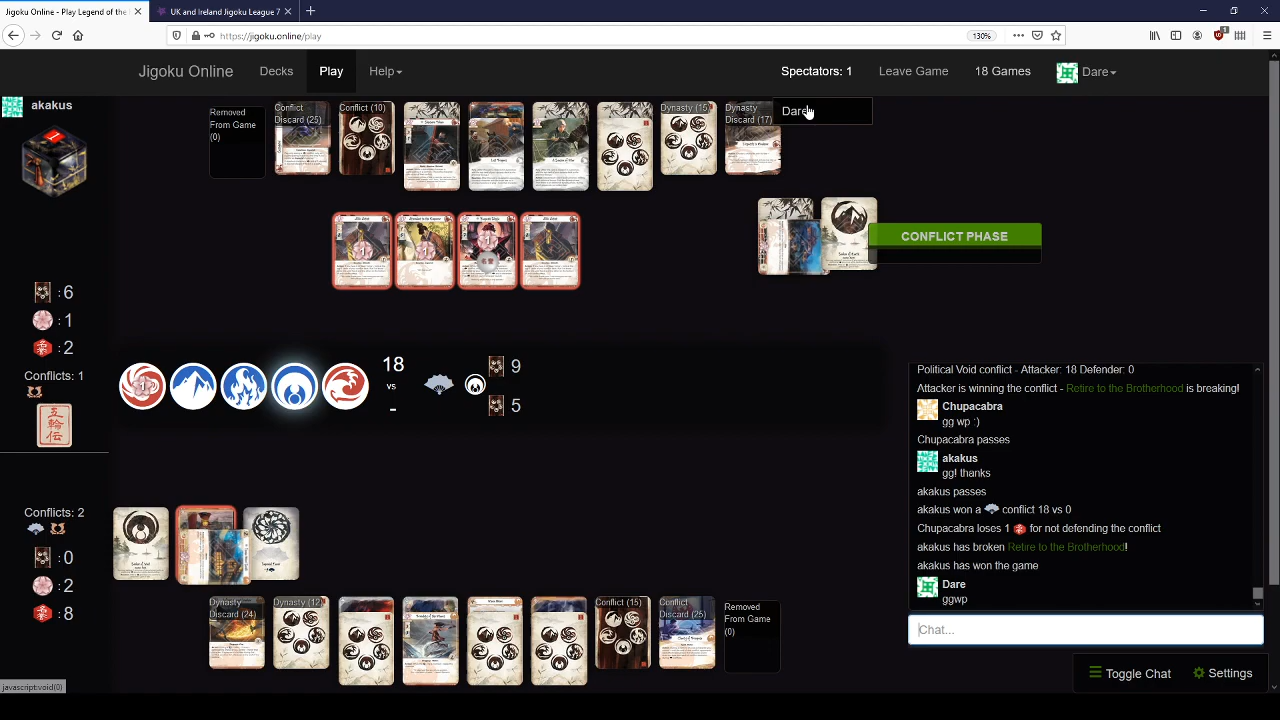 Jigoku Online - Play Legend of the
UK and Ireland Jigoku League 7
https://jigoku.online/play
130%
Jigoku Online
Decks
Play
Help
Spectators: 1
Leave Game
18 Games
Dare
Dare
akakus
Removed
From Game
(0)
Conflict
Discard (25)
Conflict (10)
Dynasty (15)
Dynasty
Discard (17)
CONFLICT PHASE
:6
:1
:2
Conflicts: 1
五輪伝
1
18
vs
-
9
5
Political Void conflict - Attacker: 18 Defender: 0
Attacker is winning the conflict - Retire to the Brotherhood is breaking!
Chupacabra
gg wp :)
Chupacabra passes
akakus
gg! thanks
akakus passes
akakus won a conflict 18 vs 0
Chupacabra loses 1 for not defending the conflict
akakus has broken Retire to the Brotherhood!
akakus has won the game
Dare
ggwp
Chat...
Conflicts: 2
:0
:2
:8
Dynasty
Discard (24)
Dynasty (12)
Conflict (15)
Conflict
Discard (25)
Removed
From Game
(0)
Toggle Chat
Settings
javascript:void(0)